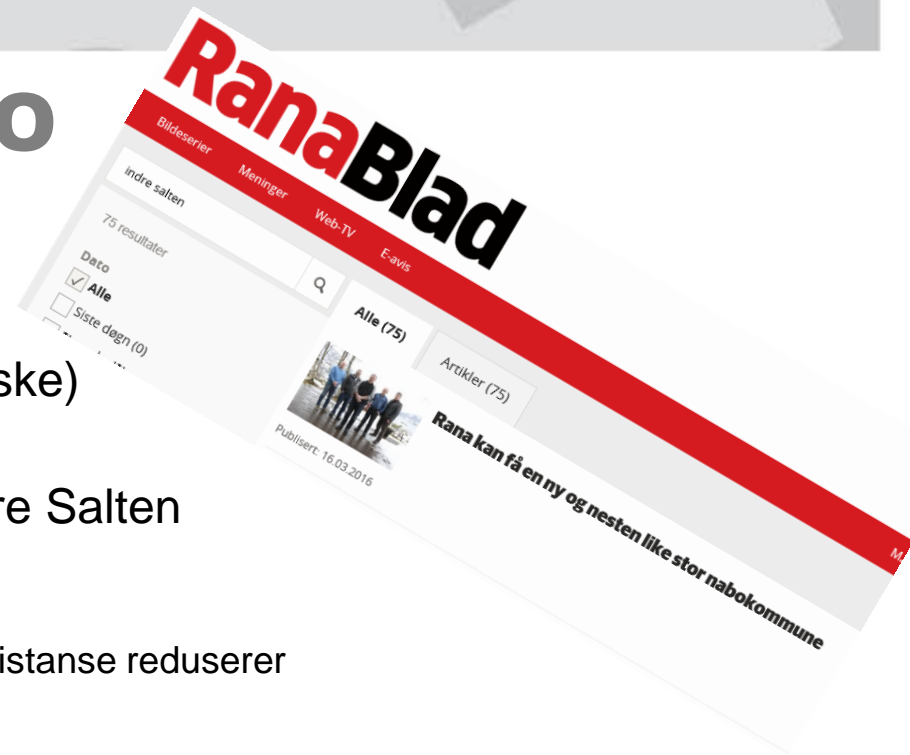 o
RanaBlad
Bildeserier Meninger Web-TV E-avis
indre salten
75 resultater
Dato
Alle
Siste døgn (0)
Alle (75)
Artikler (75)
Publisert: 16.03.2016
Rana kan få en ny og nesten like stor nabokommune
ske)
re Salten
istanse reduserer